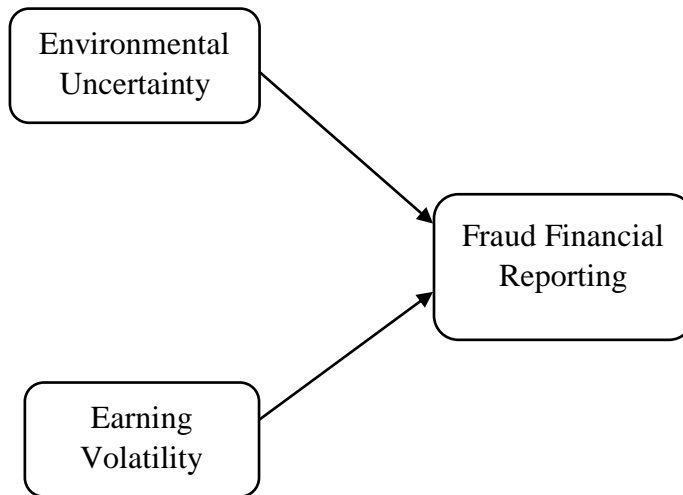 Environmental
Uncertainty
Fraud Financial
Reporting
Earning
Volatility